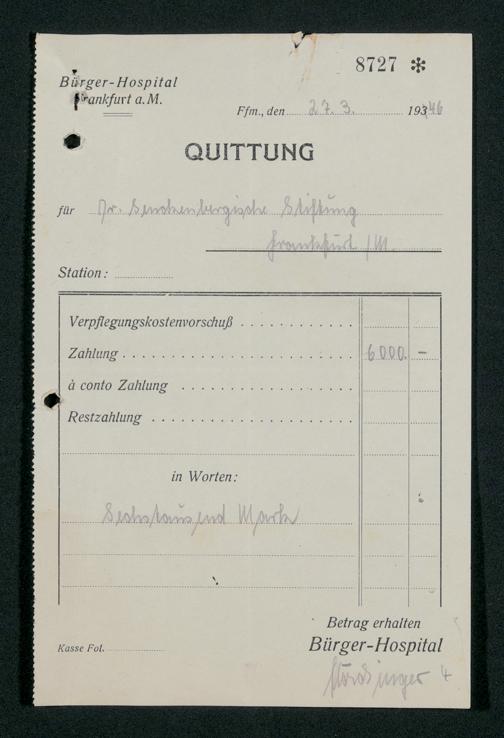 8727 *
Bürger-Hospital
Frankfurt a. M.
Ffm., den 27. 3. 19346
QUITTUNG
für Dr. Senckenbergische Stiftung
Frankfurt /M.
Station:
Verpflegungskostenvorschuß
Zahlung 6000. –
à conto Zahlung
Restzahlung
in Worten:
Sechstausend Mark
Betrag erhalten
Kasse Fol. Bürger-Hospital